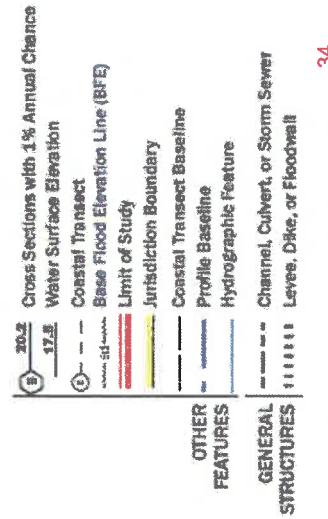 20.2 Cross Sections with 1% Annual Chance
17.5 Water Surface Elevation
Coastal Transect
Base Flood Elevation Line (BFE)
Limit of Study
Jurisdiction Boundary
Coastal Transect Baseline
OTHER FEATURES
Profile Baseline
Hydrographic Feature
GENERAL STRUCTURES
Channel, Culvert, or Storm Sewer
Levee, Dike, or Floodwall
34